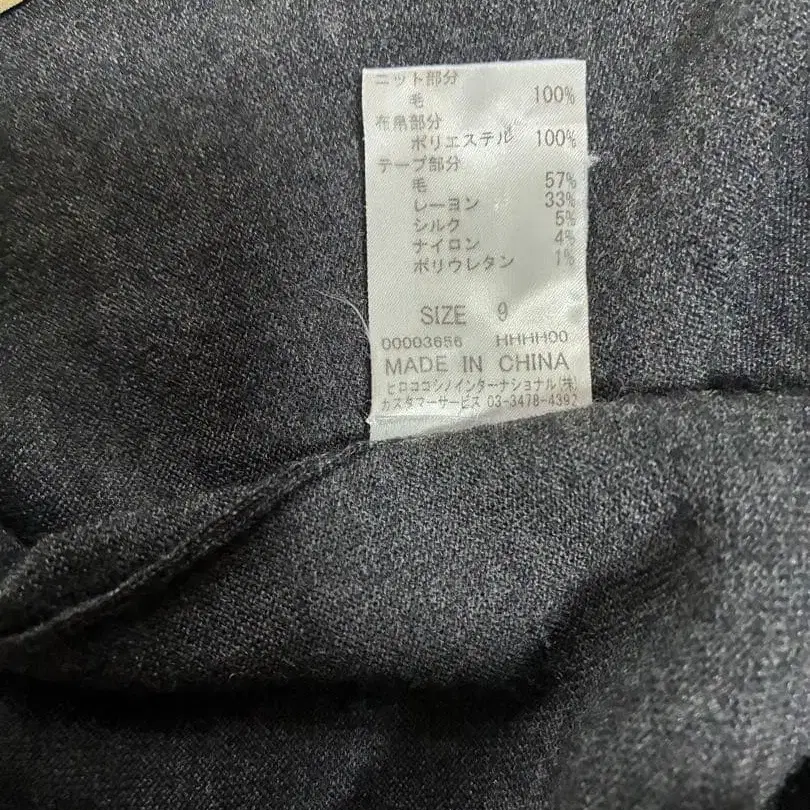 ニット部分
毛 100%
布帛部分
ポリエステル 100%
テープ部分
毛 57%
レーヨン 33%
シルク 5%
ナイロン 4%
ポリウレタン 1%
SIZE 9
00003656 HHHH00
MADE IN CHINA
ヒロココシノインターナショナル(株)
カスタマーサービス 03-3478-4392